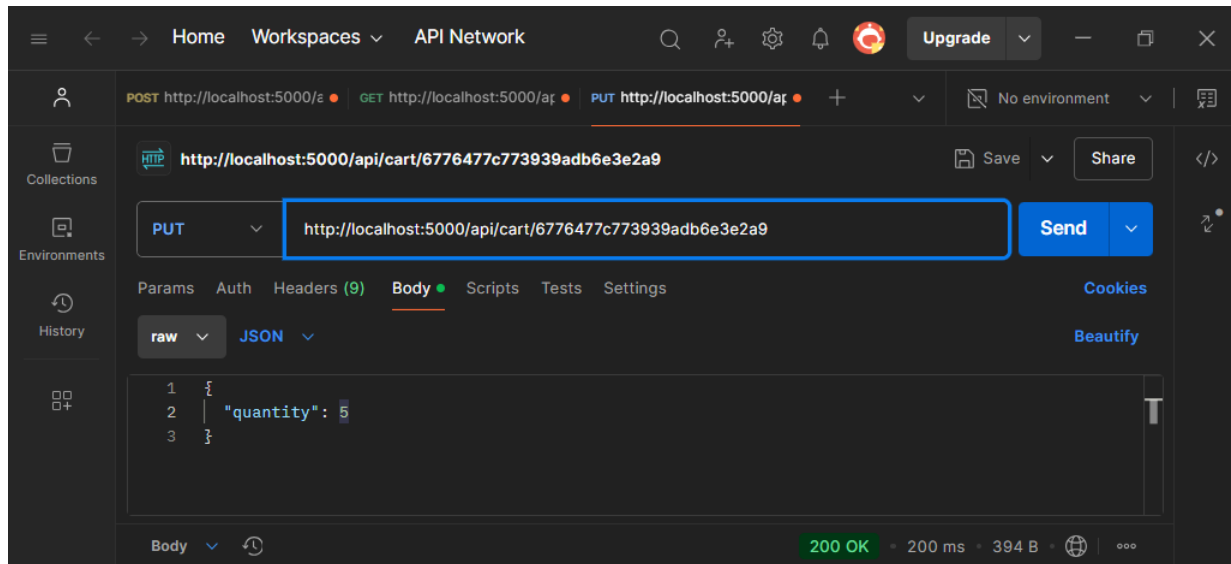 Home Workspaces API Network Upgrade
POST http://localhost:5000/a GET http://localhost:5000/ap PUT http://localhost:5000/ap No environment
HTTP http://localhost:5000/api/cart/6776477c773939adb6e3e2a9 Save Share
Collections
PUT http://localhost:5000/api/cart/6776477c773939adb6e3e2a9 Send
Environments
Params Auth Headers (9) Body Scripts Tests Settings Cookies
History
raw JSON Beautify
1 {
2 "quantity": 5
3 }
Body 200 OK 200 ms 394 B